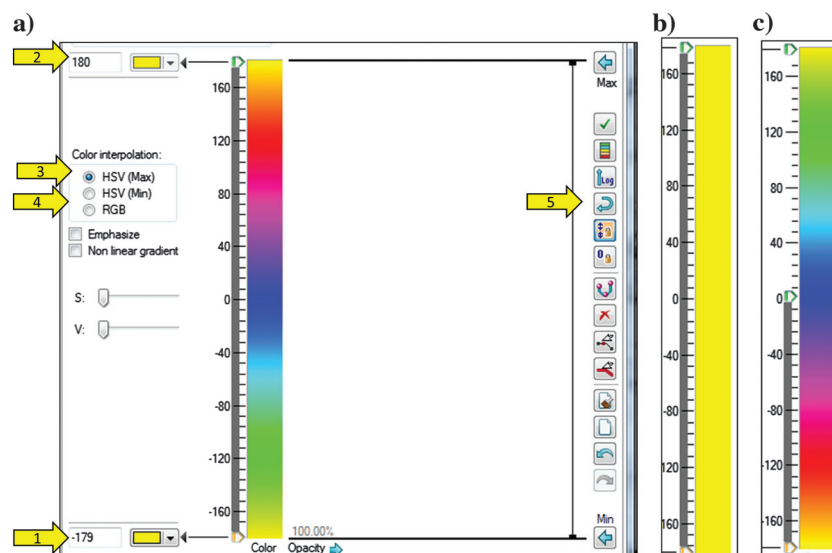 a)
b)
c)
2
180
Max
Color interpolation:
3
HSV (Max)
4
HSV (Min)
RGB
Emphasize
Non linear gradient
S:
V:
1
-179
160
120
80
40
0
-40
-80
-120
-160
100.00%
Color
Opacity
5
Log
0
Min
160
120
80
40
0
-40
-80
120
160
160
120
80
40
0
-40
-80
-120
-160